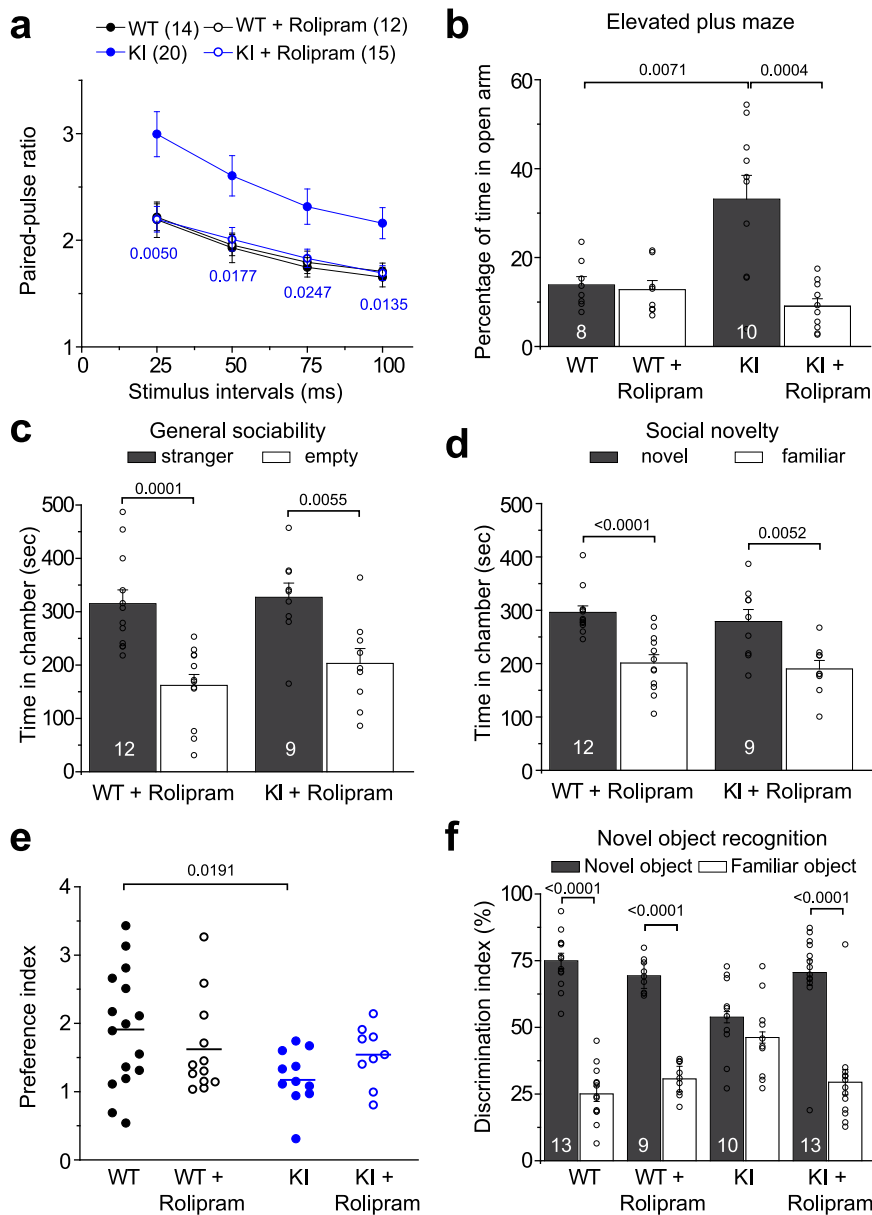 a
WT (14) WT + Rolipram (12)
KI (20) KI + Rolipram (15)
Paired-pulse ratio
3
2
1
0.0050
0.0177
0.0247
0.0135
0 25 50 75 100
Stimulus intervals (ms)
b
Elevated plus maze
Percentage of time in open arm
60
40
20
0
0.0071 0.0004
8 10
WT WT + Rolipram KI KI + Rolipram
c
General sociability
stranger empty
Time in chamber (sec)
500
400
300
200
100
0
0.0001 0.0055
12 9
WT + Rolipram KI + Rolipram
d
Social novelty
novel familiar
Time in chamber (sec)
500
400
300
200
100
0
<0.0001 0.0052
12 9
WT + Rolipram KI + Rolipram
e
Preference index
4
3
2
1
0
0.0191
WT WT + Rolipram KI KI + Rolipram
f
Novel object recognition
Novel object Familiar object
Discrimination index (%)
100
75
50
25
0
<0.0001 <0.0001 <0.0001
13 9 10 13
WT WT + Rolipram KI KI + Rolipram